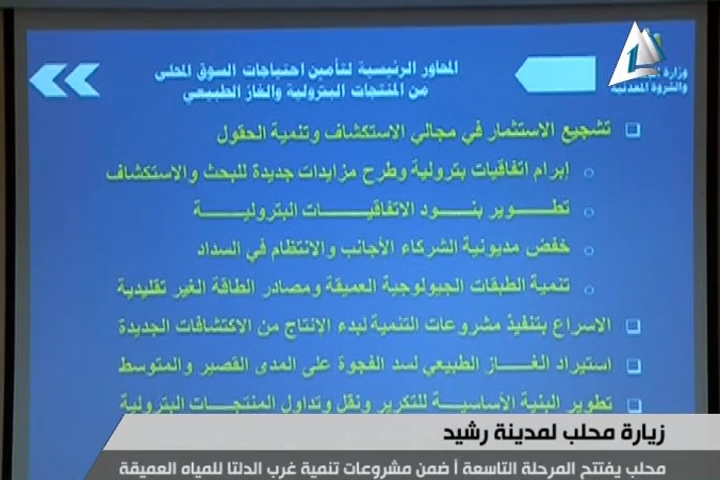 المحاور الرئيسية لتأمين احتياجات السوق المحلى
من المنتجات البترولية والغاز الطبيعي
وزارة
والثروة المعدنية
تشجيع الاستثمار في مجالي الاستكشاف وتنمية الحقول
إبرام اتفاقيات بترولية وطرح مزايدات جديدة للبحث والاستكشاف
تطوير بنود الاتفاقيات البترولية
خفض مديونية الشركاء الأجانب والانتظام في السداد
تنمية الطبقات الجيولوجية العميقة ومصادر الطاقة الغير تقليدية
الاسراع بتنفيذ مشروعات التنمية لبدء الإنتاج من الاكتشافات الجديدة
استيراد الغاز الطبيعي لسد الفجوة على المدى القصير والمتوسط
تطوير البنية الأساسية للتكرير ونقل وتداول المنتجات البترولية
زيارة محلب لمدينة رشيد
محلب يفتتح المرحلة التاسعة أ ضمن مشروعات تنمية غرب الدلتا للمياه العميقة